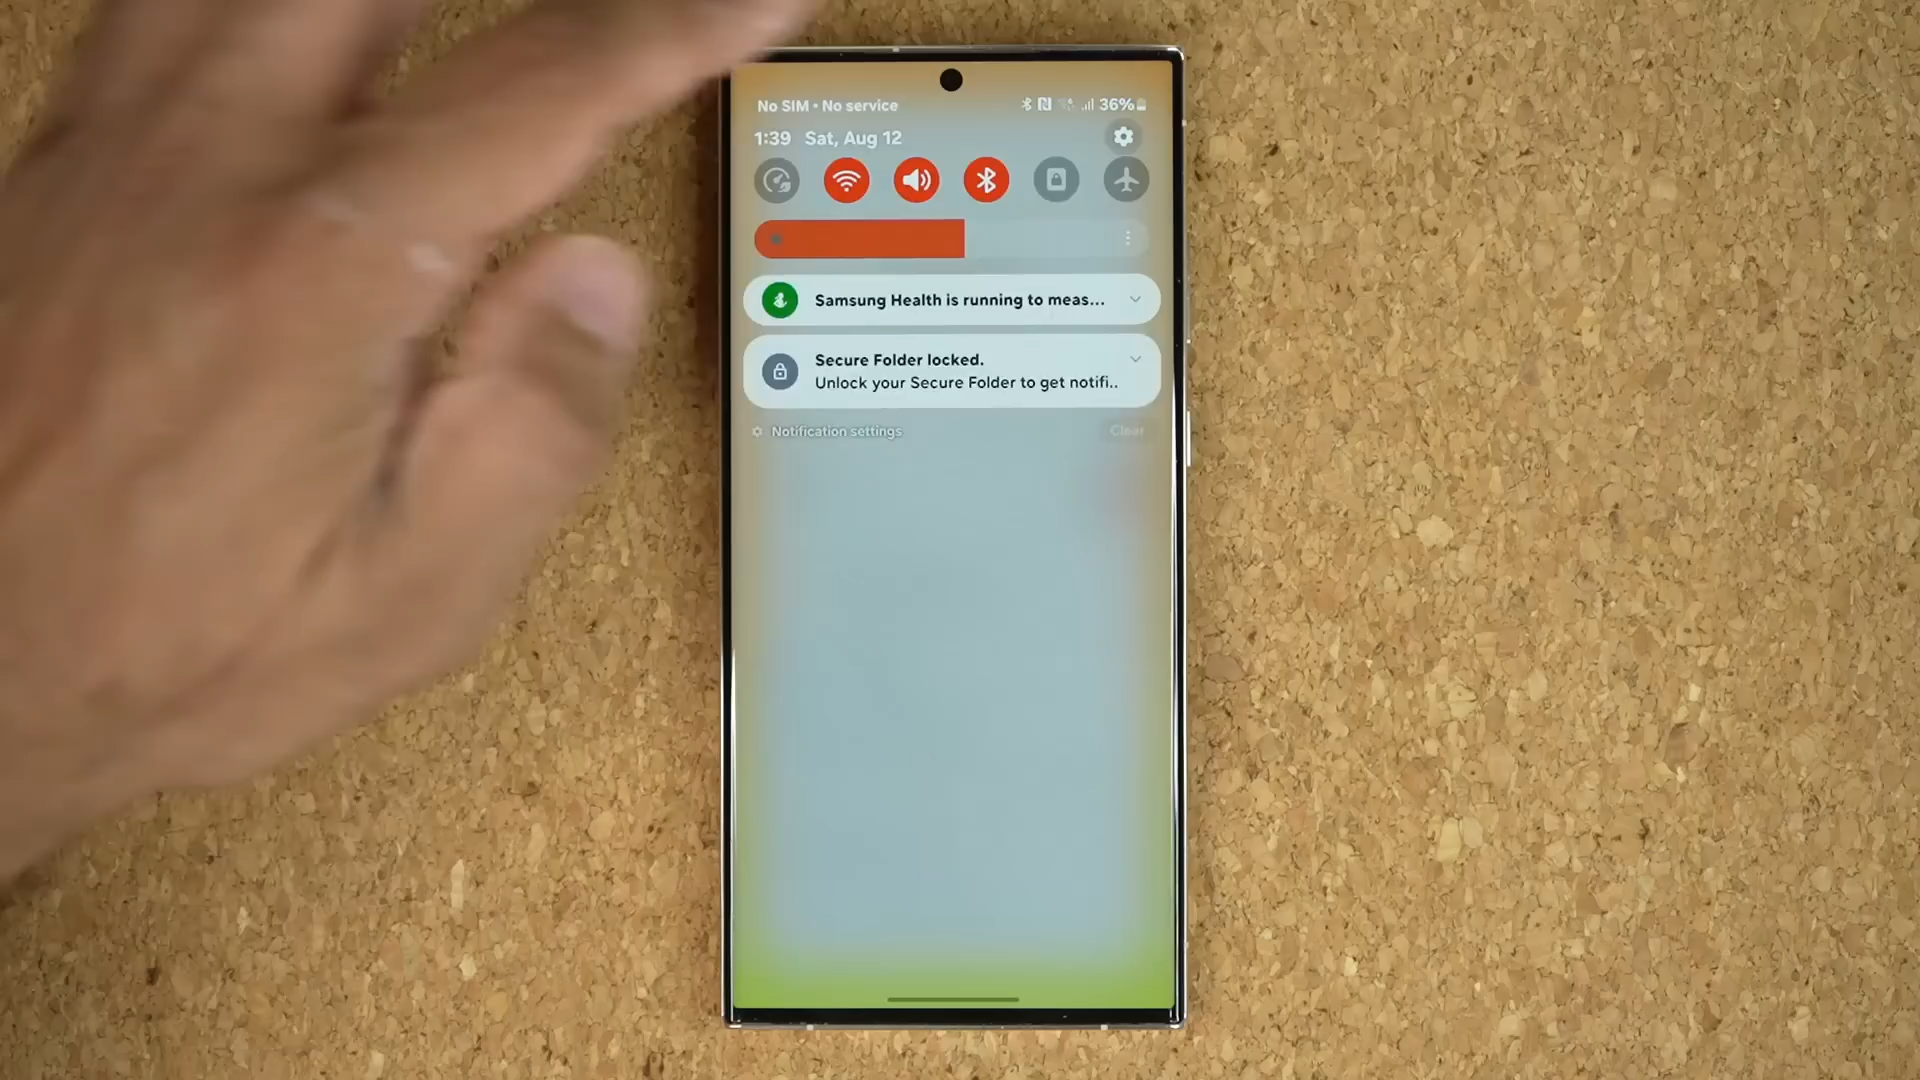 No SIM • No service 36%
1:39 Sat, Aug 12
Samsung Health is running to meas...
Secure Folder locked.
Unlock your Secure Folder to get notifi..
Notification settings Clear